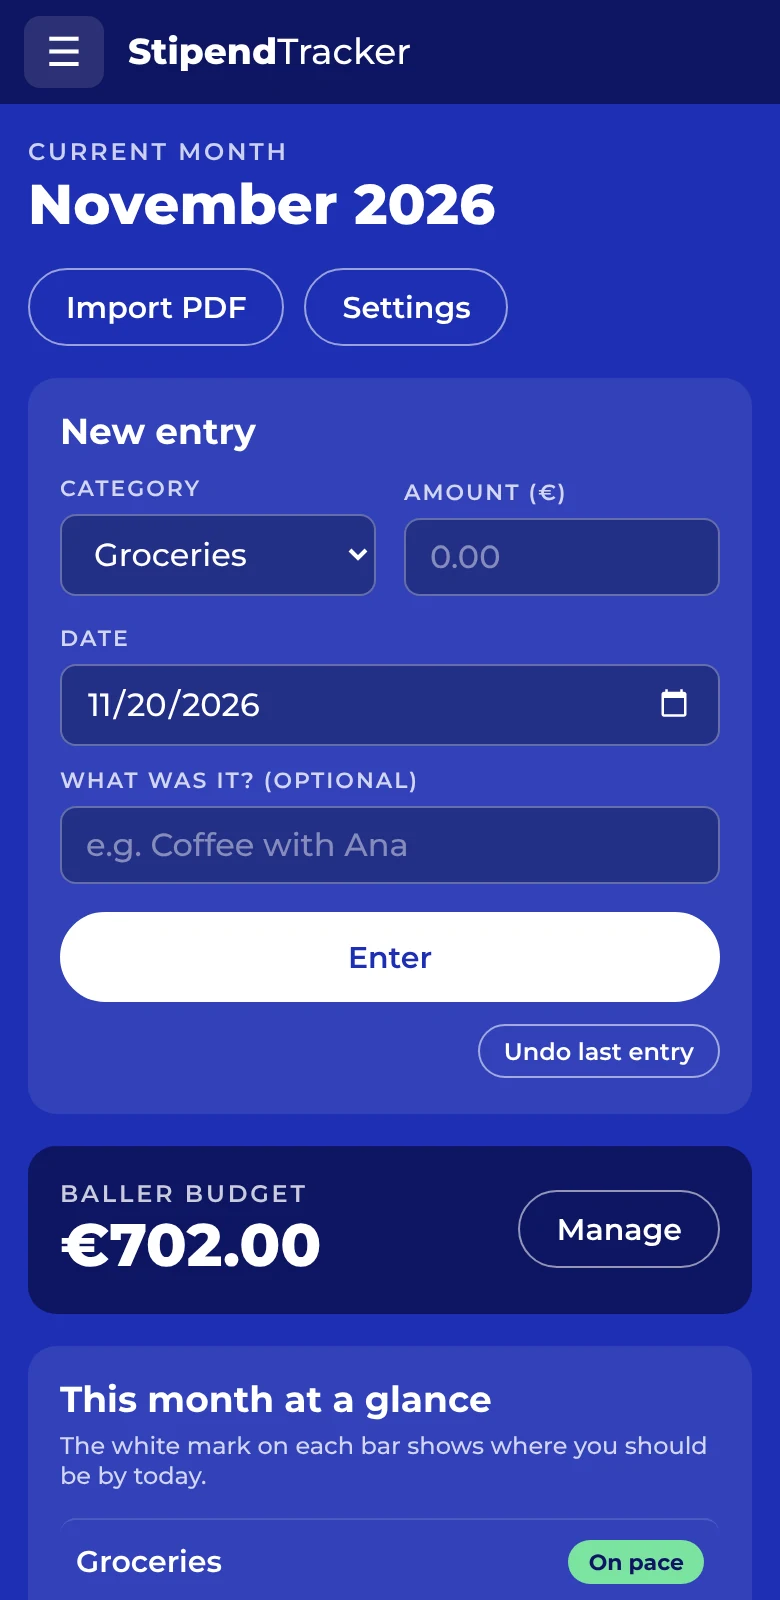 ☰ StipendTracker
CURRENT MONTH
November 2026
Import PDF Settings
New entry
CATEGORY AMOUNT (€)
Groceries 0.00
DATE
11/20/2026
WHAT WAS IT? (OPTIONAL)
e.g. Coffee with Ana
Enter
Undo last entry
BALLER BUDGET
€702.00
Manage
This month at a glance
The white mark on each bar shows where you should
be by today.
Groceries On pace